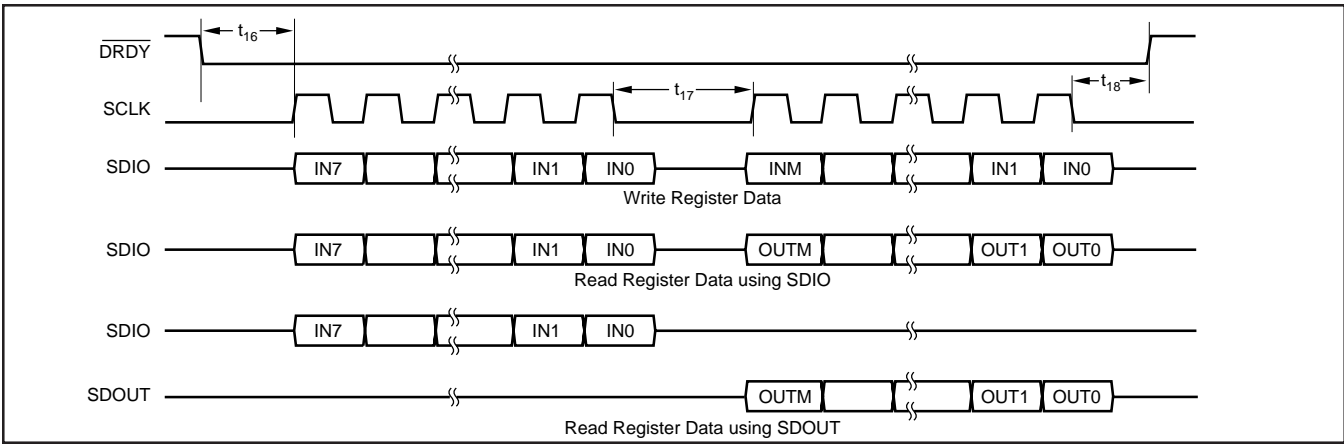 DRDY t16
SCLK t17 t18
SDIO IN7 IN1 IN0 INM IN1 IN0
Write Register Data
SDIO IN7 IN1 IN0 OUTM OUT1 OUT0
Read Register Data using SDIO
SDIO IN7 IN1 IN0
SDOUT OUTM OUT1 OUT0
Read Register Data using SDOUT